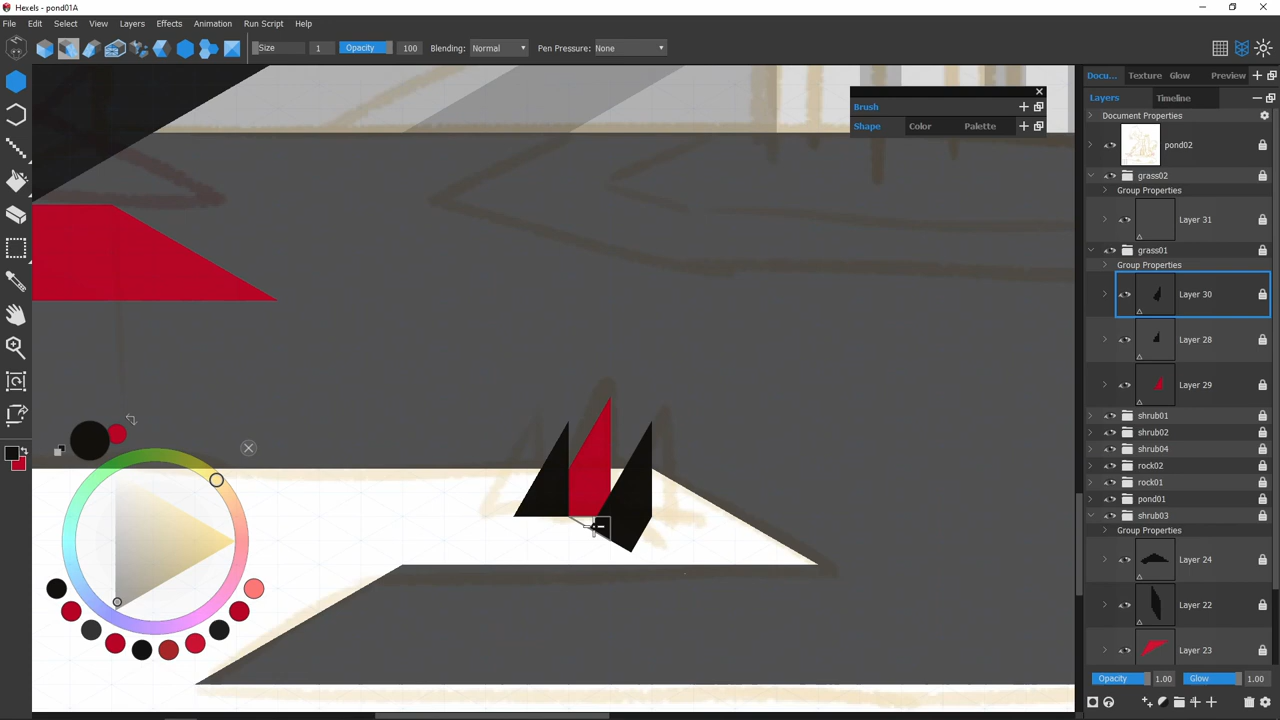 Hexels - pond01A
File Edit Select View Layers Effects Animation Run Script Help
Size 1 Opacity 100 Blending: Normal Pen Pressure: None
Docu... Texture Glow Preview
Brush
Shape Color Palette
Layers Timeline
Document Properties
pond02
grass02
Group Properties
Layer 31
grass01
Group Properties
Layer 30
Layer 28
Layer 29
shrub01
shrub02
shrub04
rock02
rock01
pond01
shrub03
Group Properties
Layer 24
Layer 22
Layer 23
Opacity 1.00 Glow 1.00